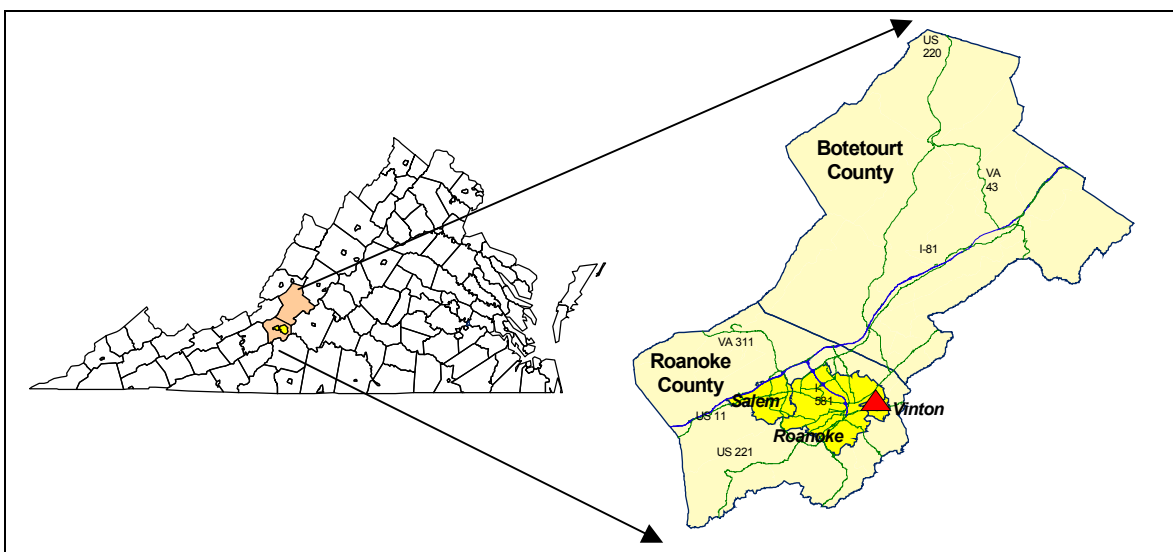 US
220
Botetourt
County
VA
43
I-81
VA 311
Roanoke
County
Salem
I-
581
Vinton
US 11
Roanoke
US 221